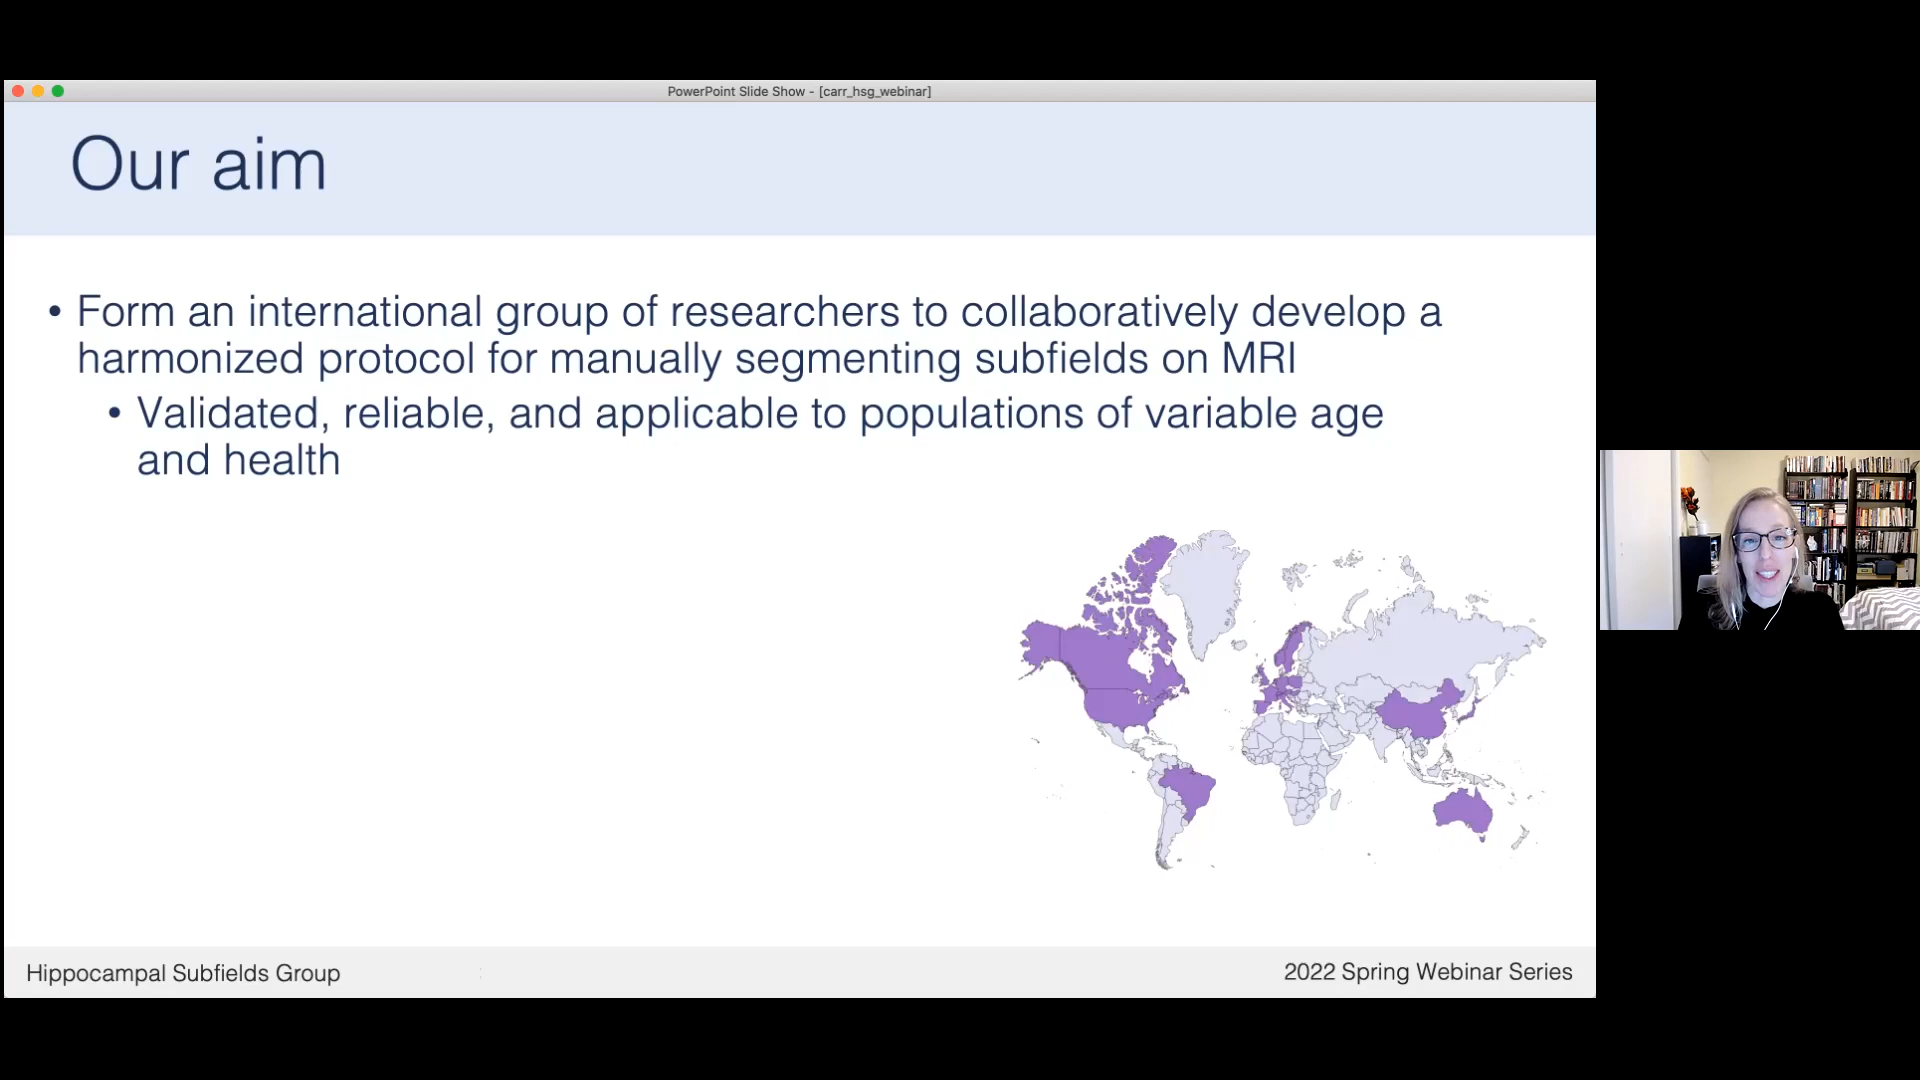 PowerPoint Slide Show - [carr_hsg_webinar]
Our aim
• Form an international group of researchers to collaboratively develop a
harmonized protocol for manually segmenting subfields on MRI
• Validated, reliable, and applicable to populations of variable age
and health
Hippocampal Subfields Group
2022 Spring Webinar Series